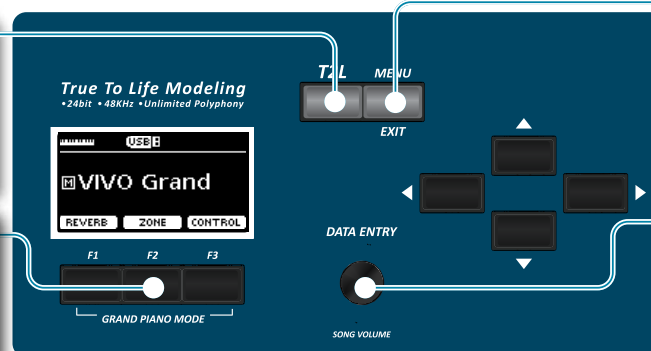 T2L MENU
True To Life Modeling
•24bit •48KHz •Unlimited Polyphony
EXIT
USB
M VIVO Grand
REVERB ZONE CONTROL
DATA ENTRY
F1 F2 F3
GRAND PIANO MODE
SONG VOLUME